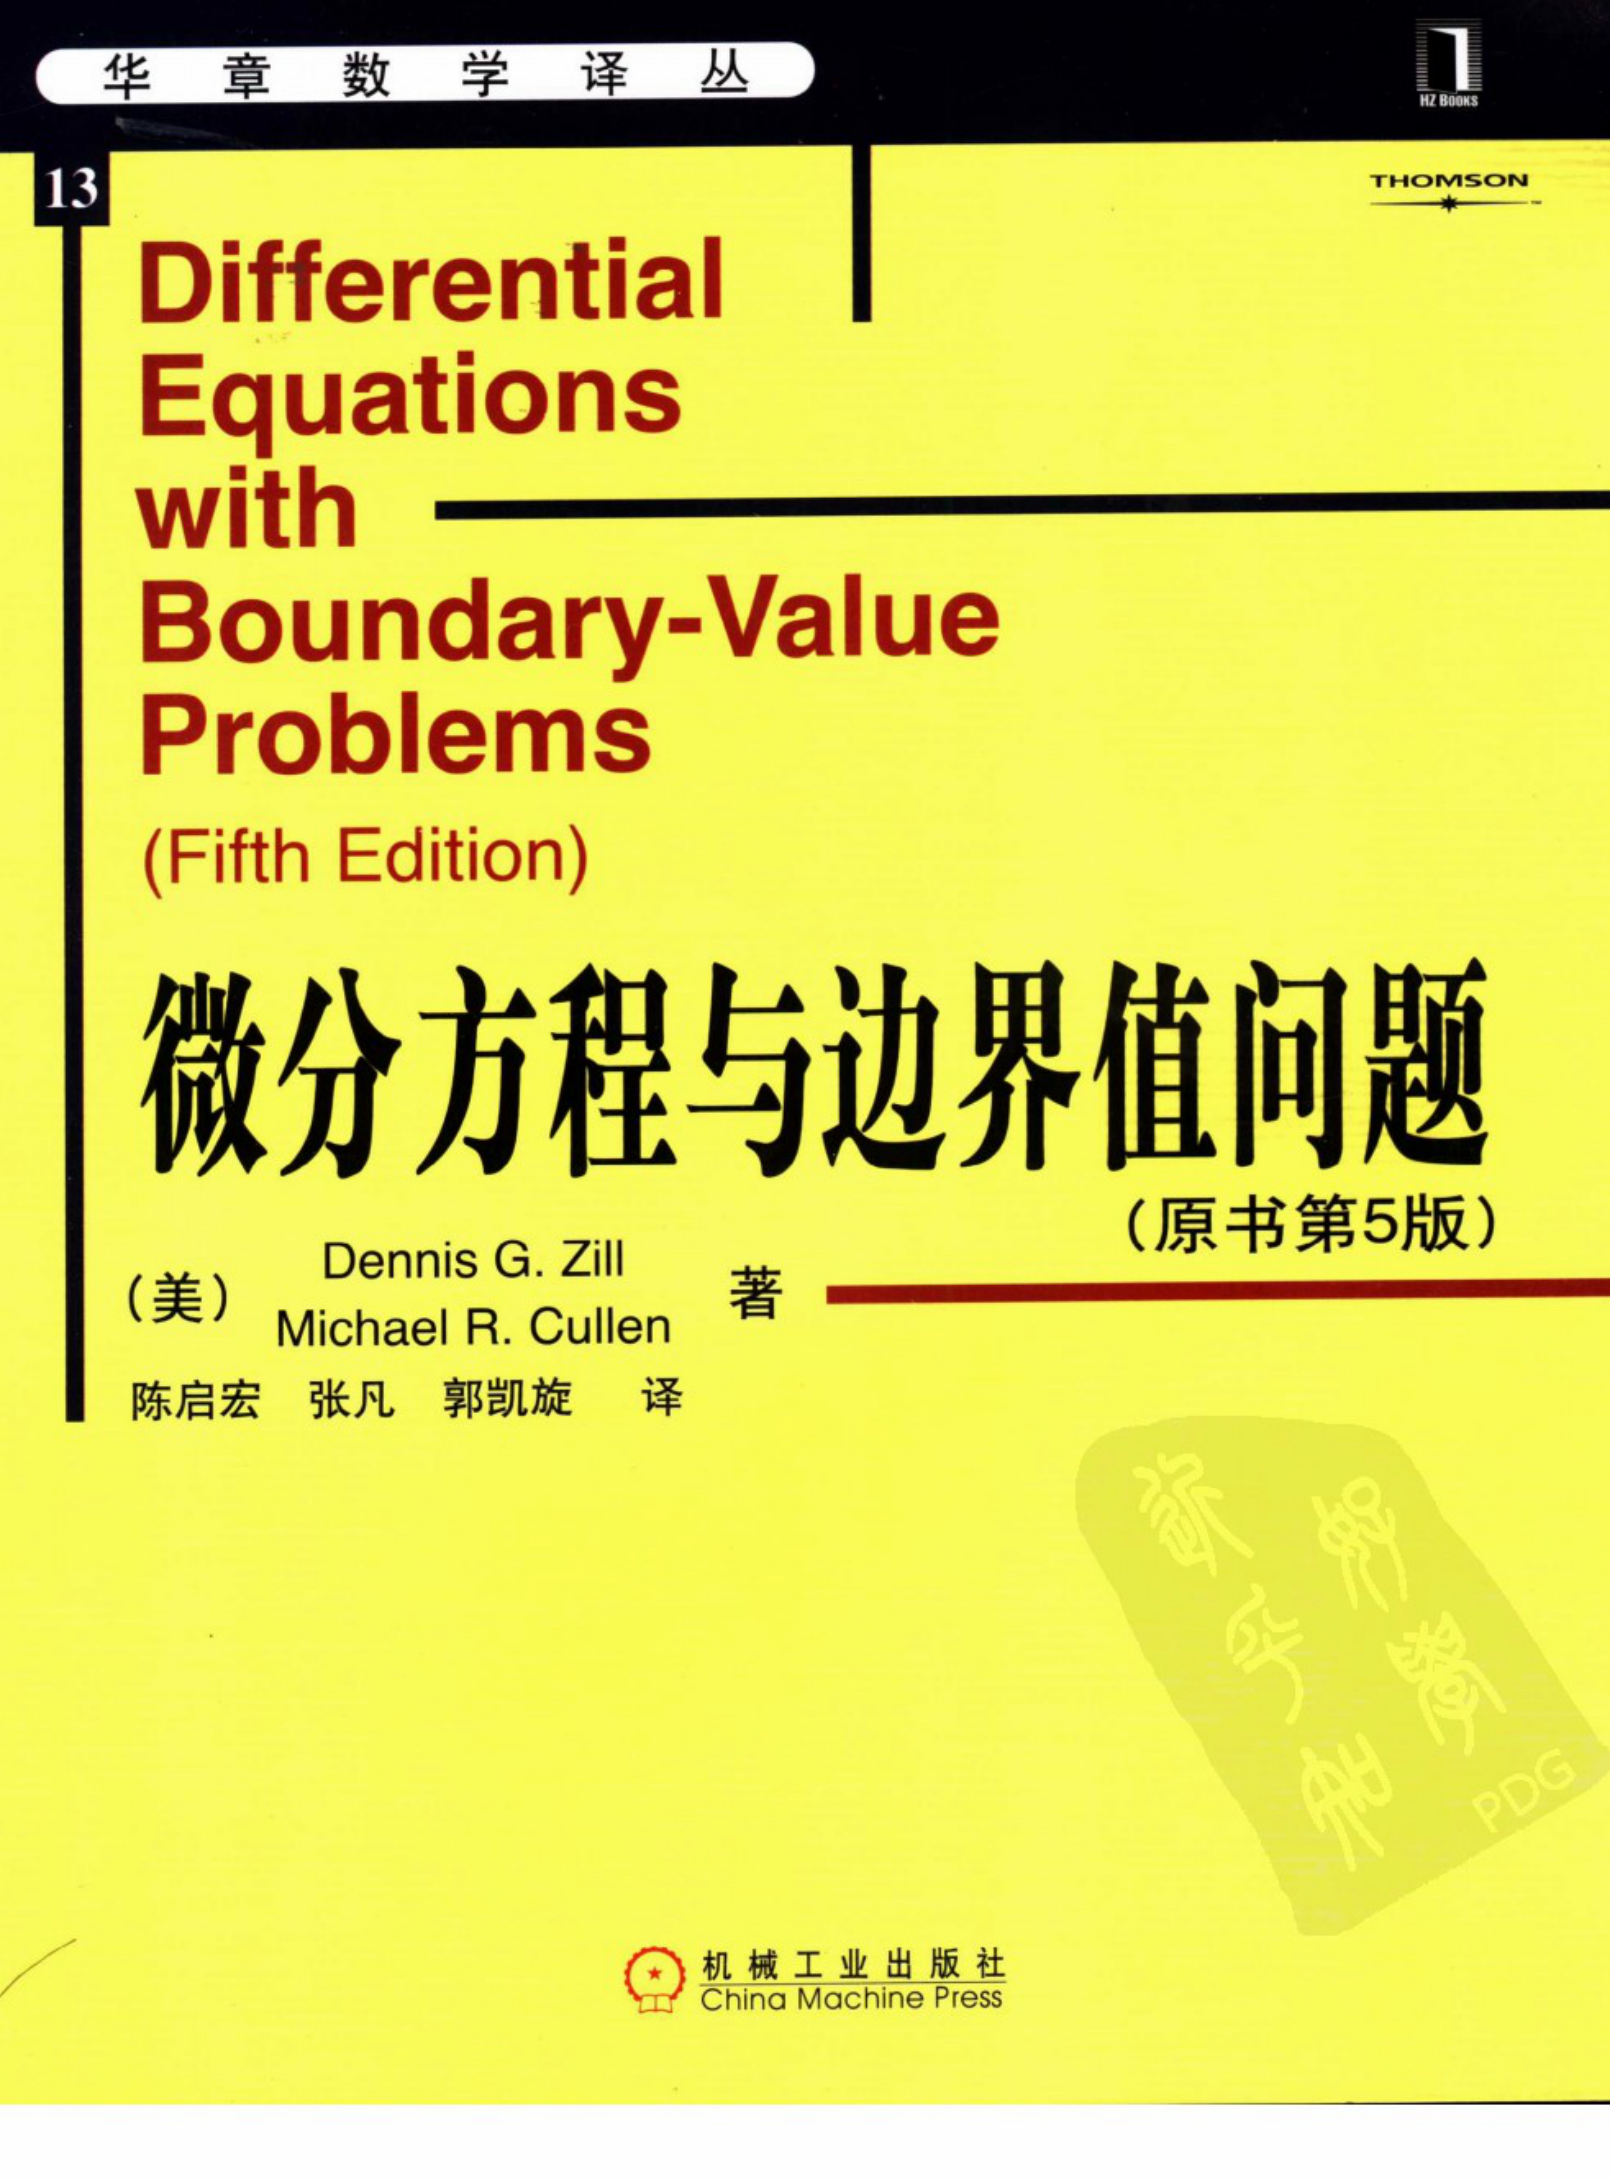 华章数学译丛
HZ BOOKS
13
THOMSON
Differential
Equations
with
Boundary-Value
Problems
(Fifth Edition)
微分方程与边界值问题
(原书第5版)
(美) Dennis G. Zill
Michael R. Cullen 著
陈启宏 张凡 郭凯旋 译
PDG
机械工业出版社
China Machine Press